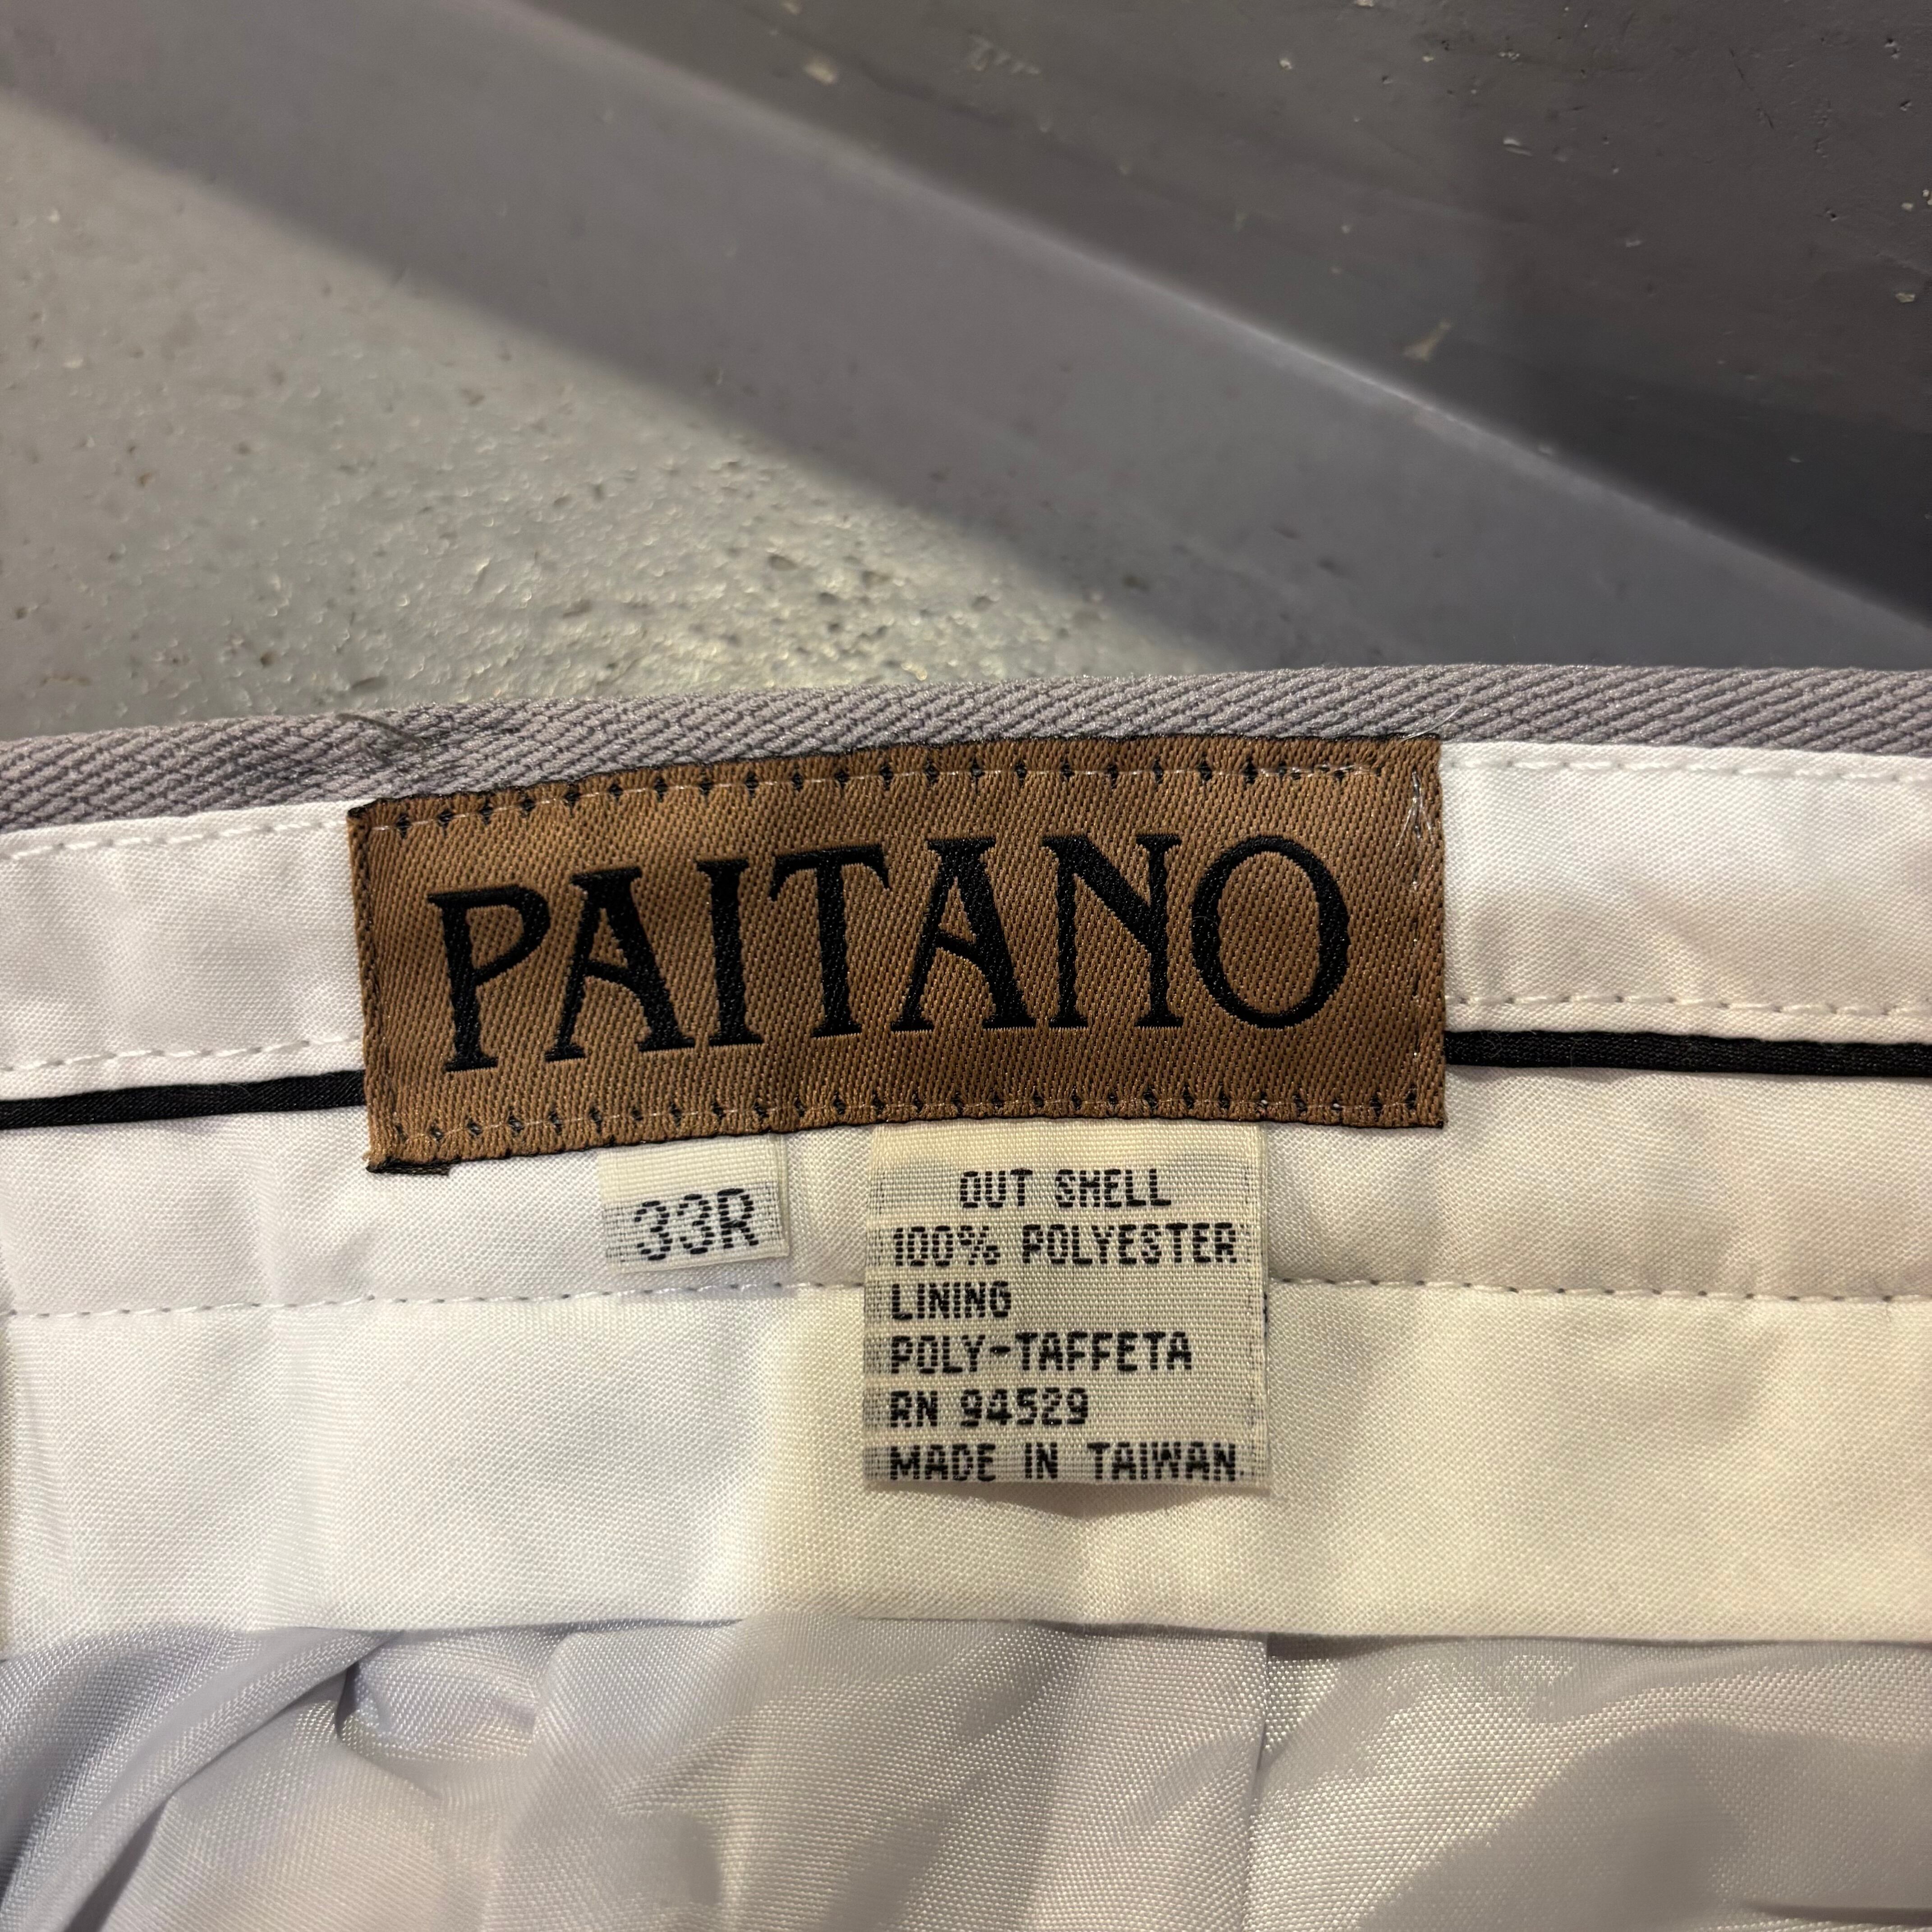 PAITANO
33R
OUT SHELL
100% POLYESTER
LINING
POLY-TAFFETA
RN 94529
MADE IN TAIWAN